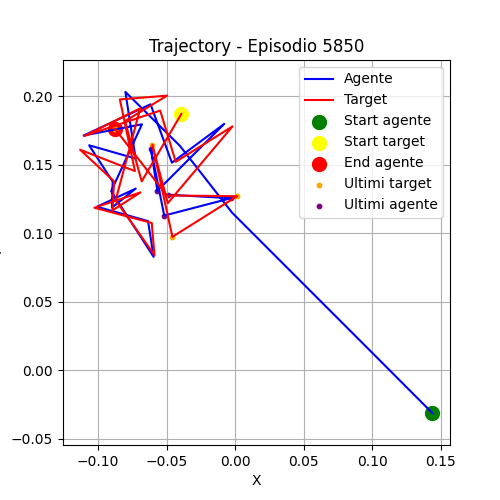 Trajectory - Episodio 5850
Agente
Target
Start agente
Start target
End agente
Ultimi target
Ultimi agente
0.20
0.15
0.10
0.05
0.00
−0.05
−0.10
−0.05
0.00
0.05
0.10
0.15
X